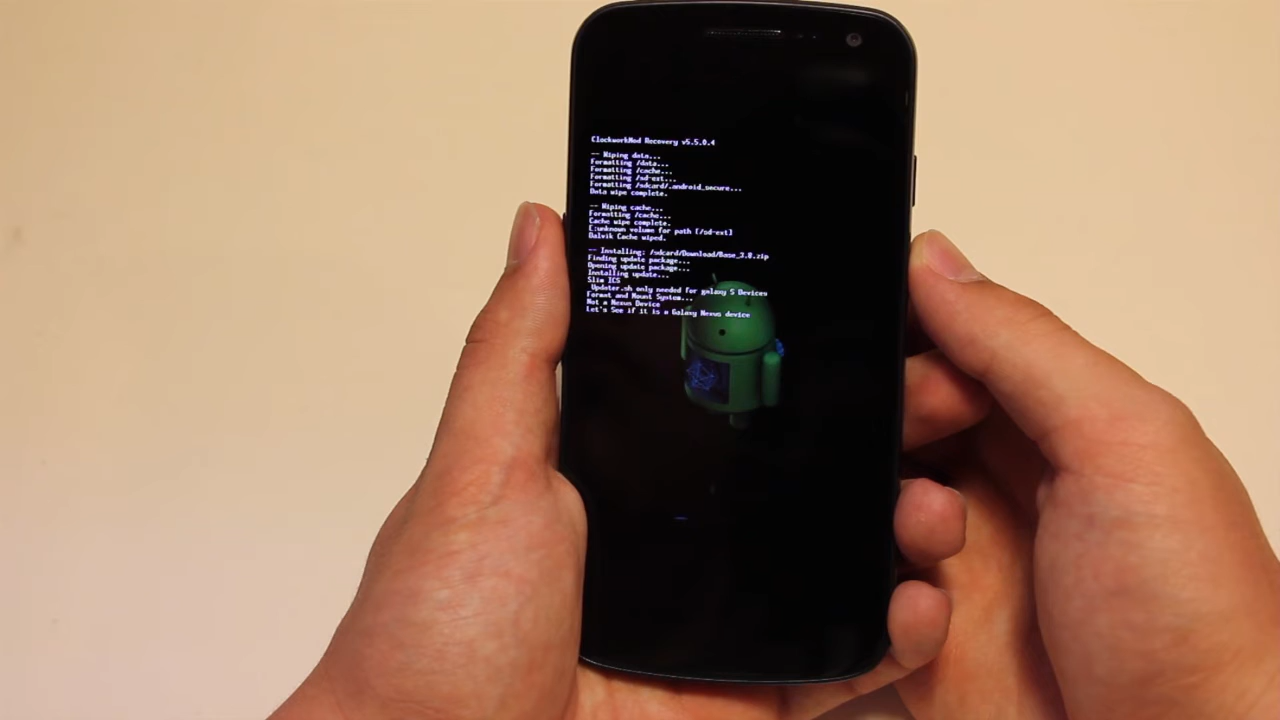 ClockworkMod Recovery v5.5.0.4
-- Wiping data...
Formatting /data...
Formatting /cache...
Formatting /sd-ext...
Formatting /sdcard/.android_secure...
Data wipe complete.
-- Wiping cache...
Formatting /cache...
Cache wipe complete.
E:unknown volume for path [/sd-ext]
Dalvik Cache wiped.
-- Installing: /sdcard/Download/Base_3.0.zip
Finding update package...
Opening update package...
Installing update...
Slim ICS
Updater.sh only needed for galaxy S Devices
Format and Mount System...
Not a Nexus Device
Let's See if it is a Galaxy Nexus device